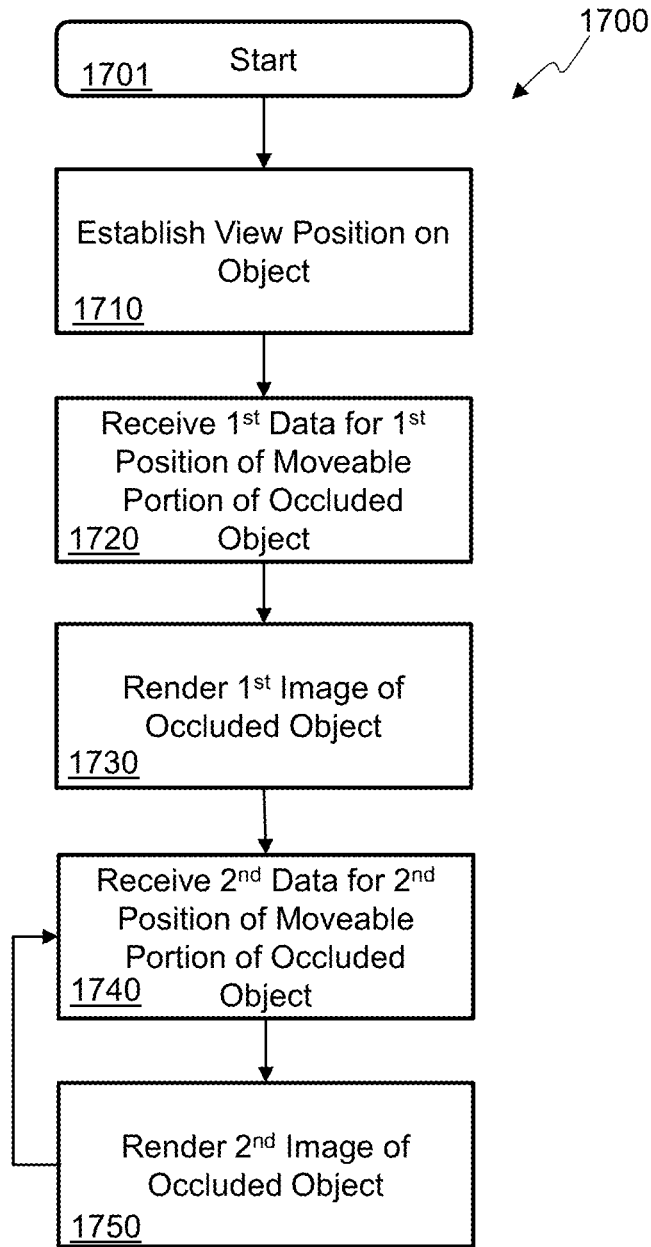 1700
Start
1701
Establish View Position on
Object
1710
Receive 1st Data for 1st
Position of Moveable
Portion of Occluded
Object
1720
Render 1st Image of
Occluded Object
1730
Receive 2nd Data for 2nd
Position of Moveable
Portion of Occluded
Object
1740
Render 2nd Image of
Occluded Object
1750